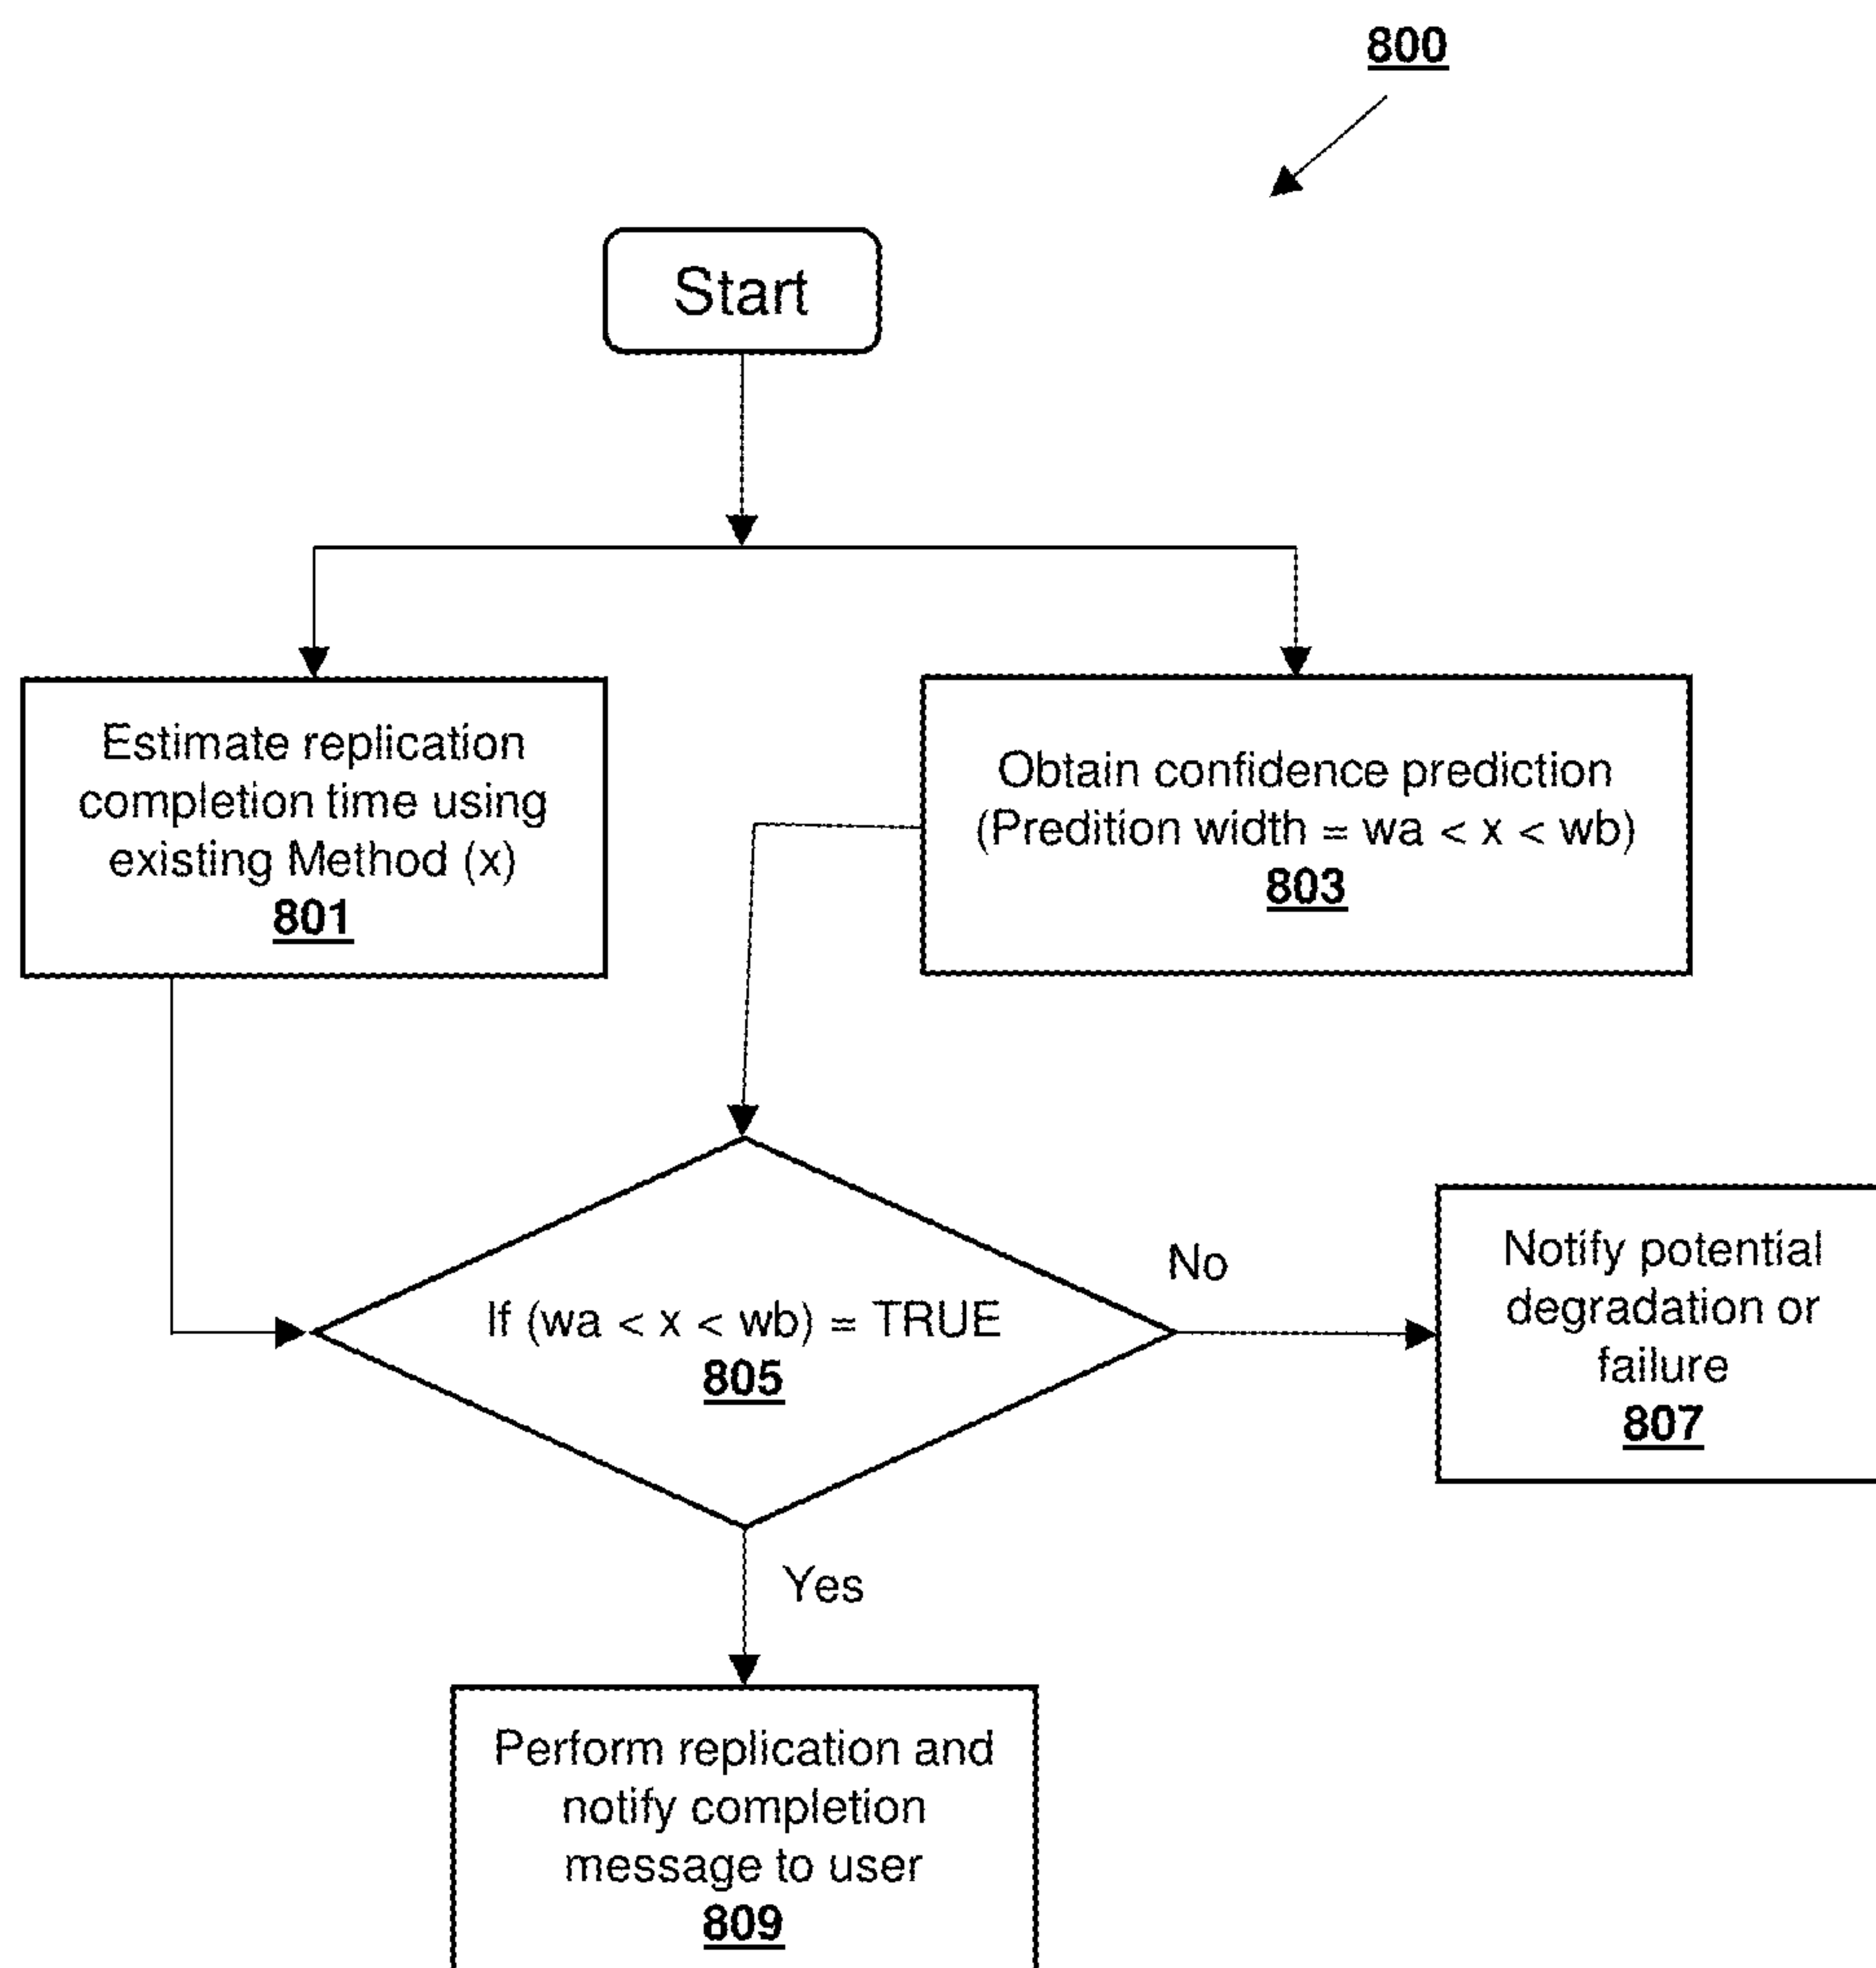 800
Start
Estimate replication
completion time using
existing Method (x)
801
Obtain confidence prediction
(Predition width = wa < x < wb)
803
If (wa < x < wb) = TRUE
805
No
Notify potential
degradation or
failure
807
Yes
Perform replication and
notify completion
message to user
809